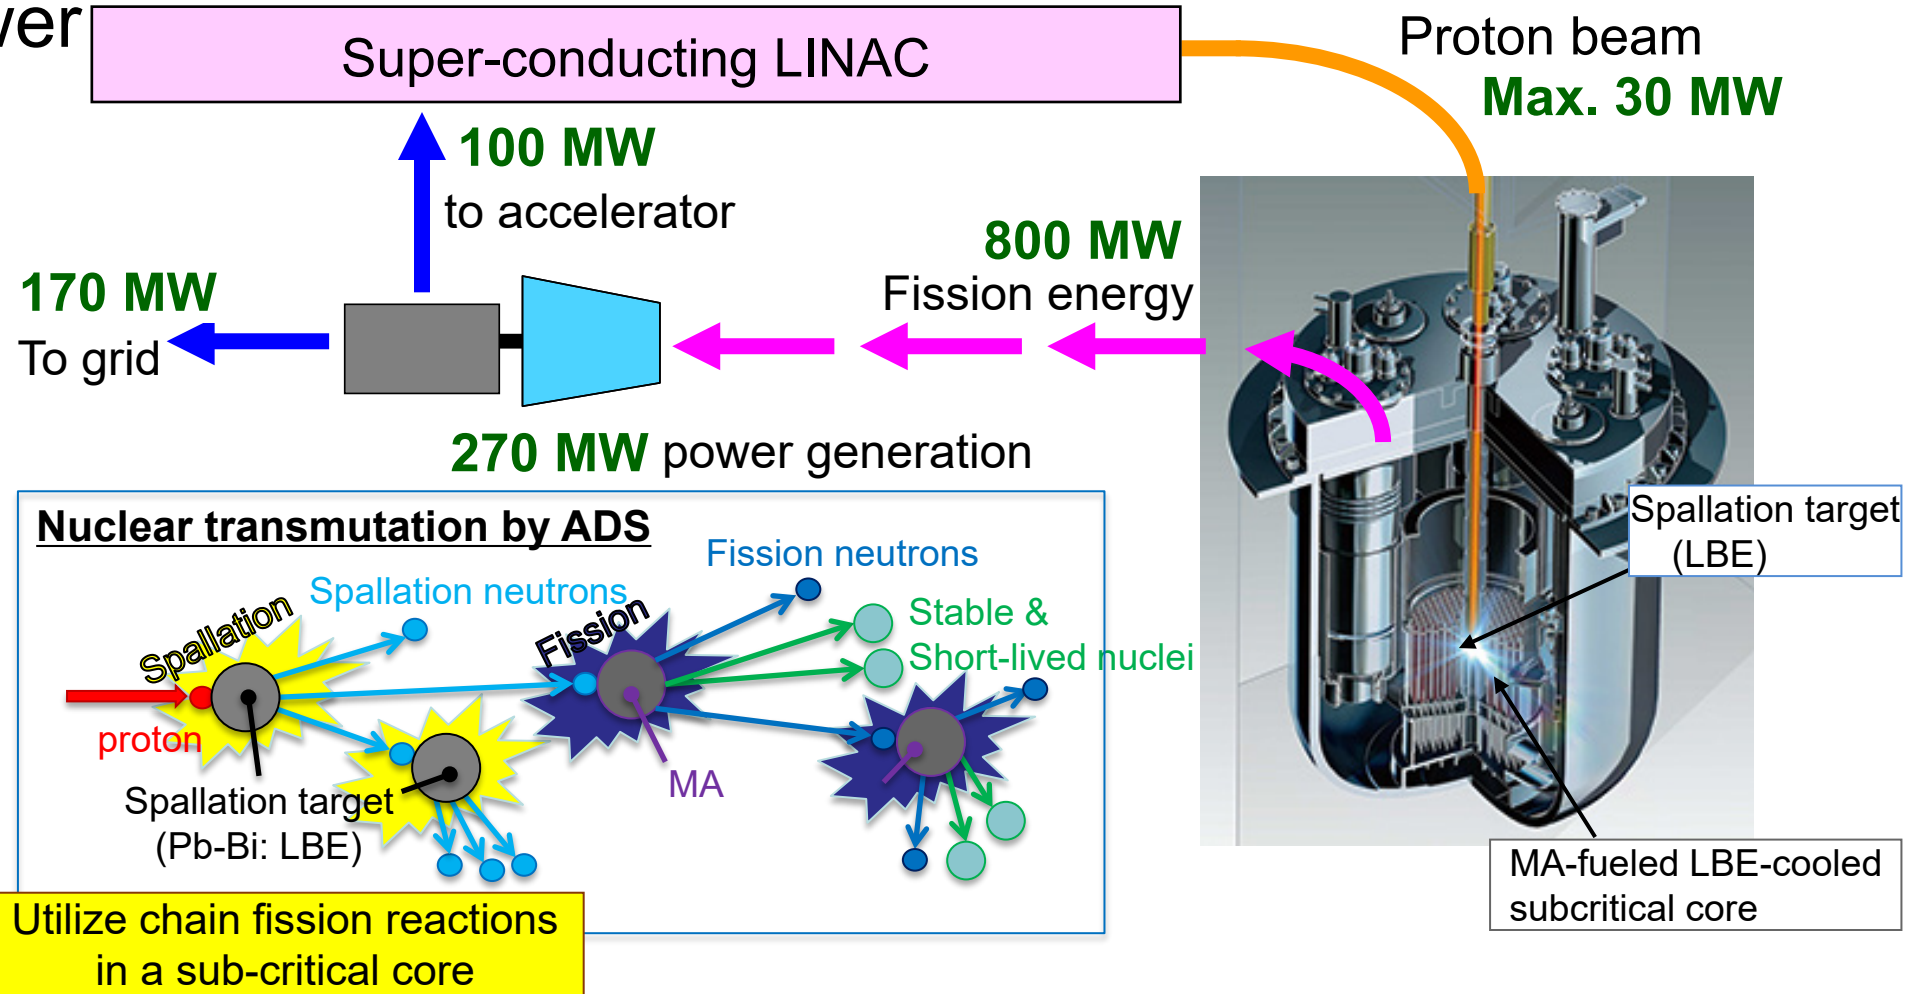 Super-conducting LINAC
Proton beam
Max. 30 MW
100 MW
to accelerator
800 MW
Fission energy
170 MW
To grid
270 MW power generation
Nuclear transmutation by ADS
Spallation
Spallation neutrons
Fission
Fission neutrons
Stable &
Short-lived nuclei
proton
MA
Spallation target
(Pb-Bi: LBE)
Utilize chain fission reactions
in a sub-critical core
Spallation target
(LBE)
MA-fueled LBE-cooled
subcritical core